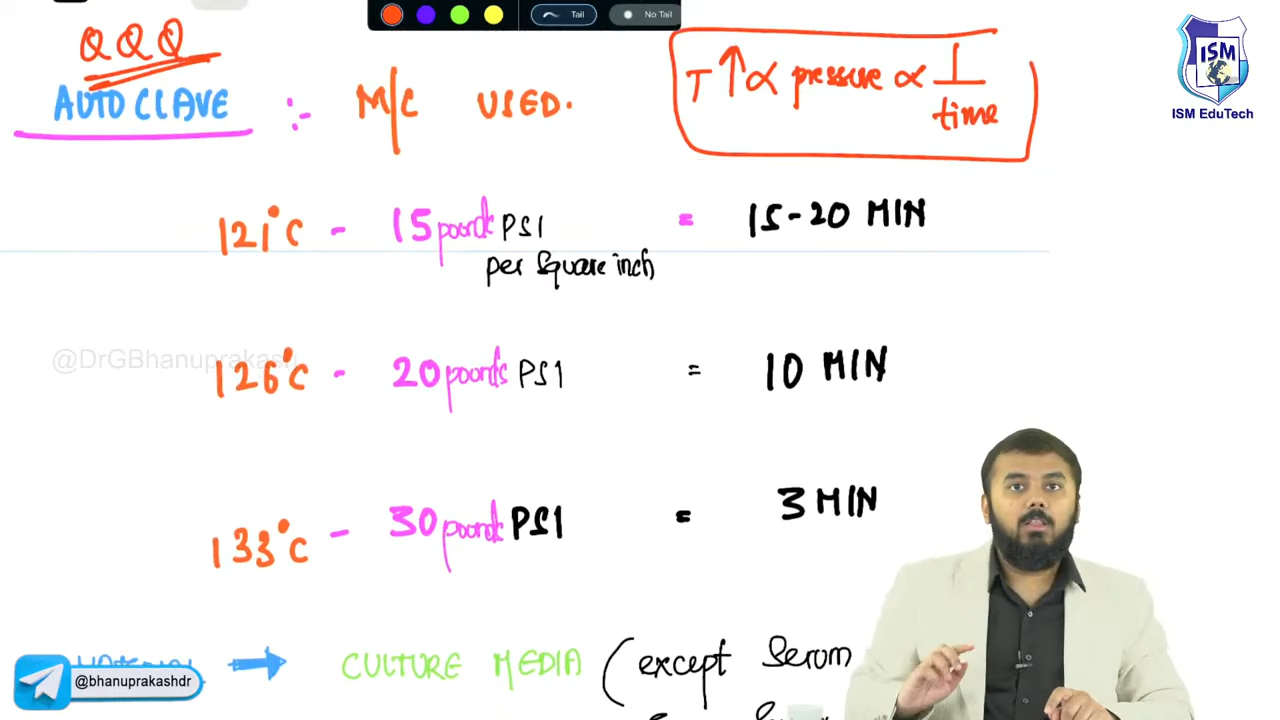 QQQ
Tail
No Tail
ISM
ISM EduTech
AUTOCLAVE :- M/C USED.
T ↑ ∝ pressure ∝ 1/time
121°C - 15 pounds PSI = 15-20 MIN
per square inch
@DrGBhanuprakash
126°C - 20 pounds PSI = 10 MIN
133°C - 30 pounds PSI = 3 MIN
→ CULTURE MEDIA (except Serum
@bhanuprakashdr